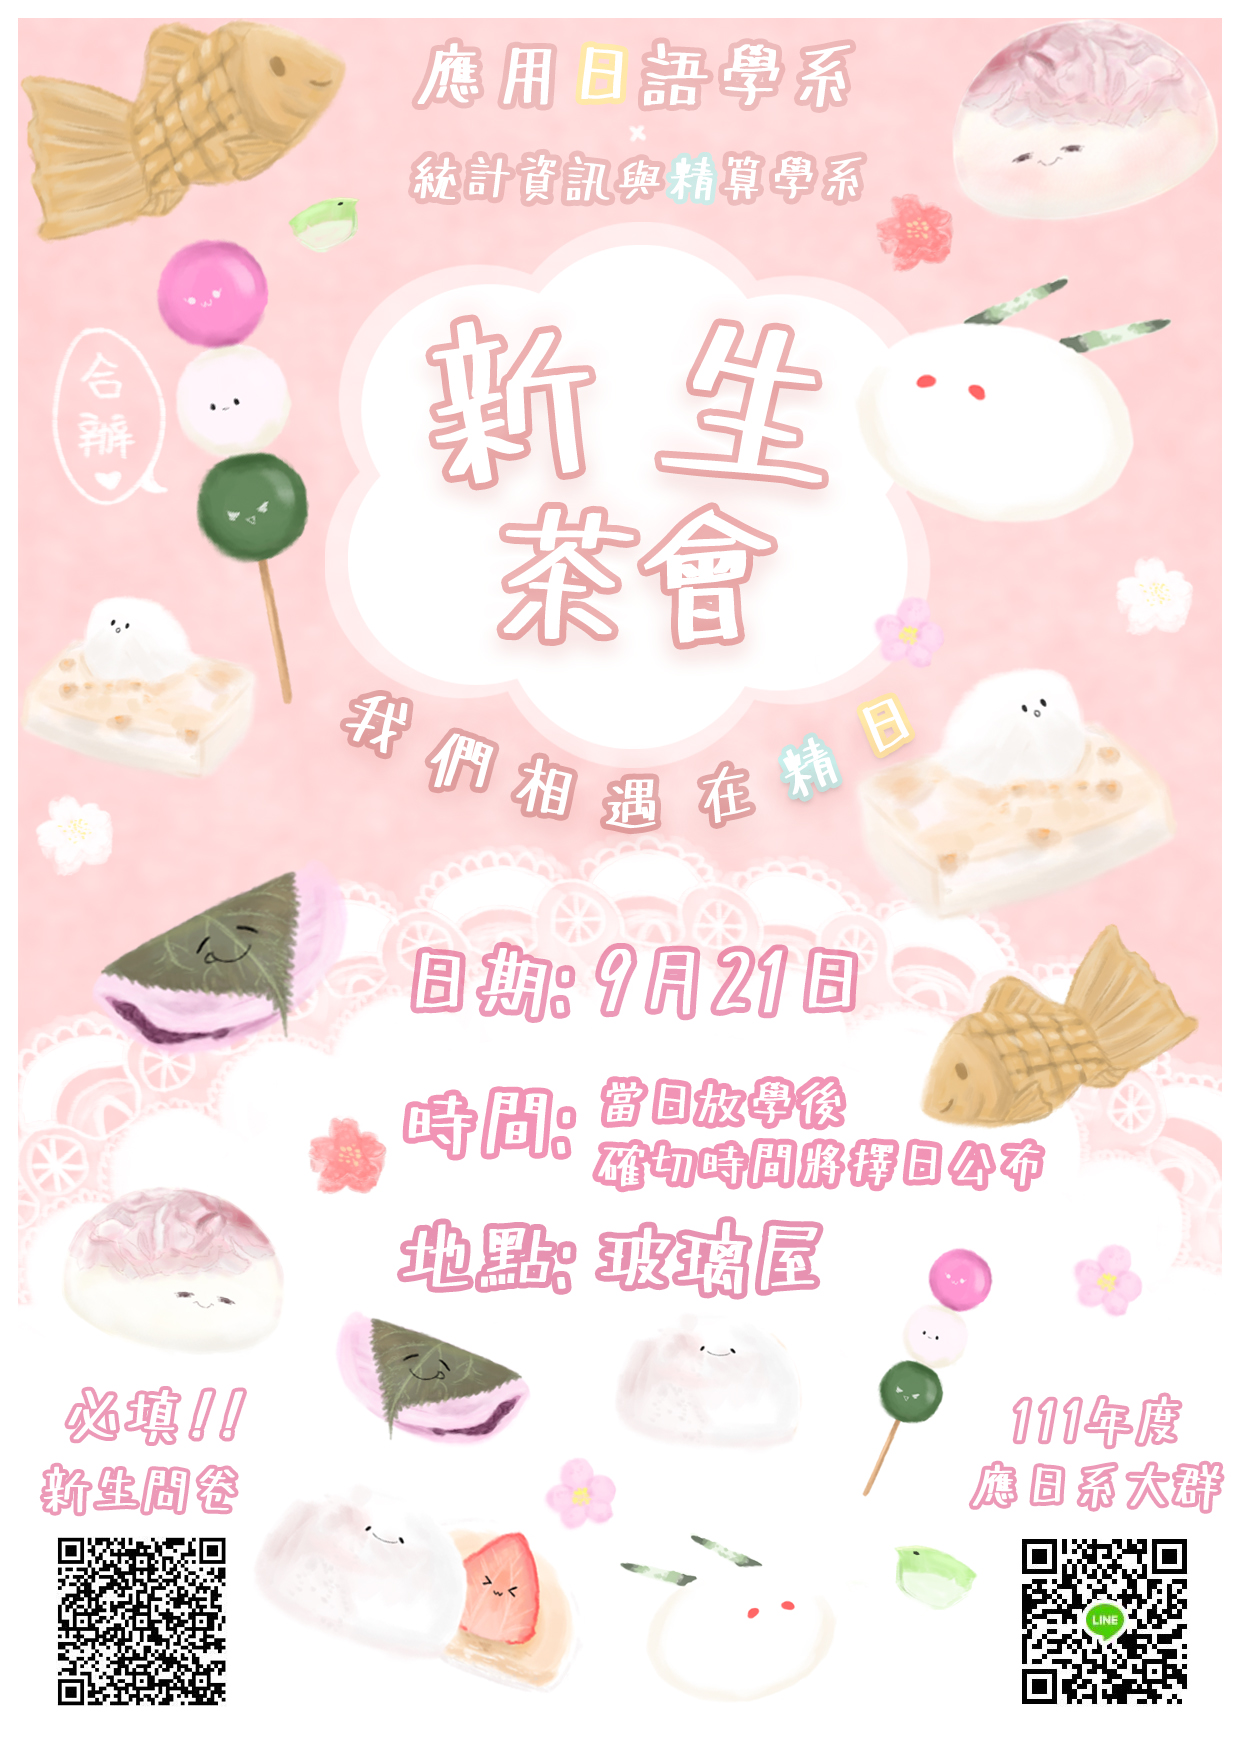 應用日語學系
×
統計資訊與精算學系
合辦
新生
茶會
我們相遇在精日
日期:9月21日
時間:當日放學後
確切時間將擇日公布
地點:玻璃屋
必填!!
新生問卷
111年度
應日系大群
LINE